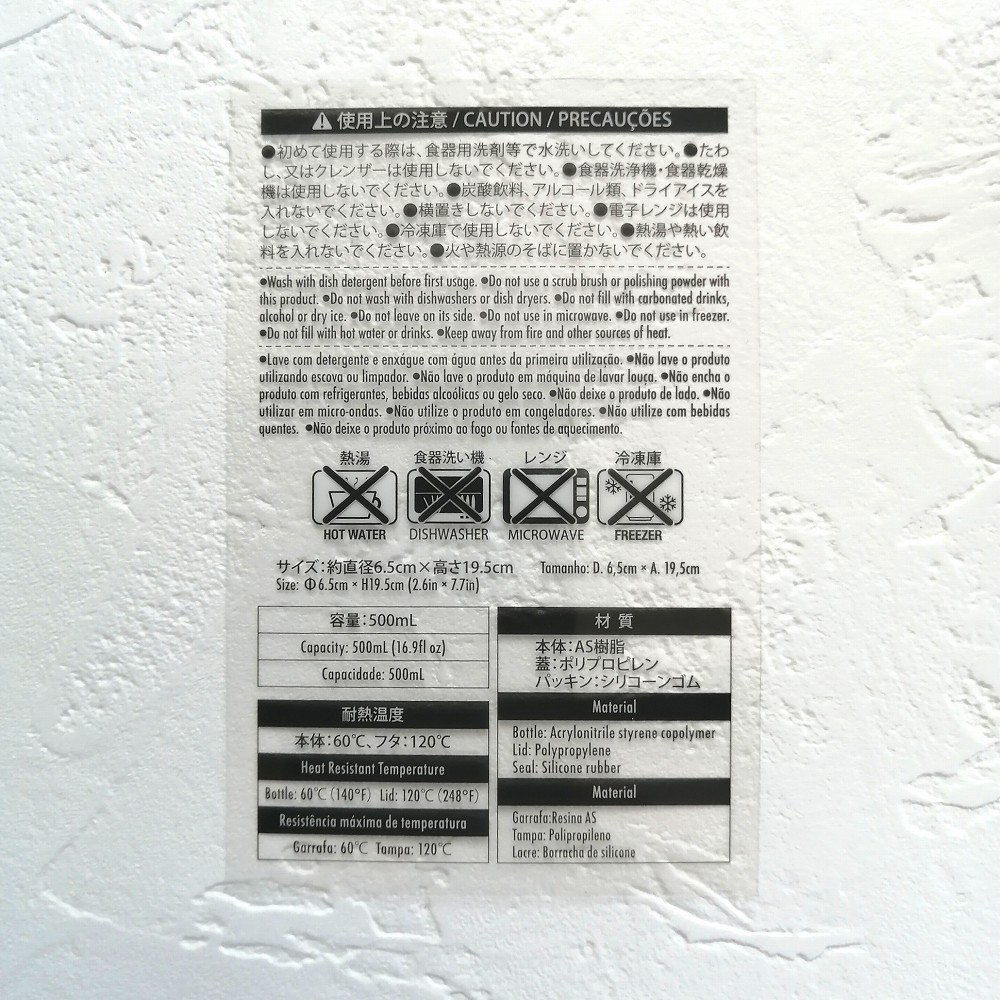 使用上の注意 / CAUTION / PRECAUÇÕES
●初めて使用する際は、食器用洗剤等で水洗いしてください。●たわ
し、又はクレンザーは使用しないでください。●食器洗浄機・食器乾燥
機は使用しないでください。●炭酸飲料、アルコール類、ドライアイスを
入れないでください。●横置きしないでください。●電子レンジは使用
しないでください。●冷凍庫で使用しないでください。●熱湯や熱い飲
料を入れないでください。●火や熱源のそばに置かないでください。
●Wash with dish detergent before first usage. ●Do not use a scrub brush or polishing powder with
this product. ●Do not wash with dishwashers or dish dryers. ●Do not fill with carbonated drinks,
alcohol or dry ice. ●Do not leave on its side. ●Do not use in microwave. ●Do not use in freezer.
●Do not fill with hot water or drinks. ●Keep away from fire and other sources of heat.
●Lave com detergente e enxágue com água antes da primeira utilização. ●Não lave o produto
utilizando escova ou limpador. ●Não lave o produto em máquina de lavar louça. ●Não encha o
produto com refrigerantes, bebidas alcoólicas ou gelo seco. ●Não deixe o produto de lado. ●Não
utilizar em micro-ondas. ●Não utilize o produto em congeladores. ●Não utilize com bebidas
quentes. ●Não deixe o produto próximo ao fogo ou fontes de aquecimento.
熱湯 食器洗い機 レンジ 冷凍庫
HOT WATER DISHWASHER MICROWAVE FREEZER
サイズ:約直径6.5cm×高さ19.5cm Tamanho: D. 6,5cm × A. 19,5cm
Size: Φ6.5cm × H19.5cm (2.6in × 7.7in)
容量:500mL
Capacity: 500mL (16.9fl oz)
Capacidade: 500mL
耐熱温度
本体:60℃、フタ:120℃
Heat Resistant Temperature
Bottle: 60℃ (140°F) Lid: 120℃ (248°F)
Resistência máxima de temperatura
Garrafa: 60℃ Tampa: 120℃
材質
本体:AS樹脂
蓋:ポリプロピレン
パッキン:シリコーンゴム
Material
Bottle: Acrylonitrile styrene copolymer
Lid: Polypropylene
Seal: Silicone rubber
Material
Garrafa:Resina AS
Tampa: Polipropileno
Lacre: Borracha de silicone